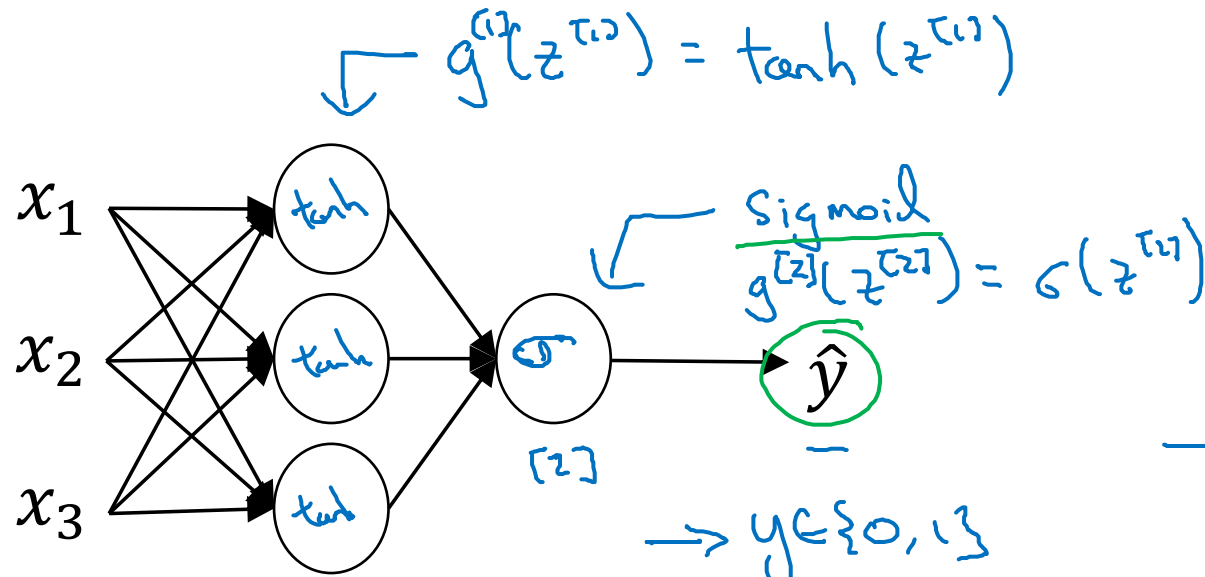 g^[1](z^[1]) = tanh(z^[1])
x₁
tanh
sigmoid
g^[2](z^[2]) = σ(z^[2])
x₂
tanh
σ
ŷ
[2]
x₃
tanh
→ y∈{0,1}